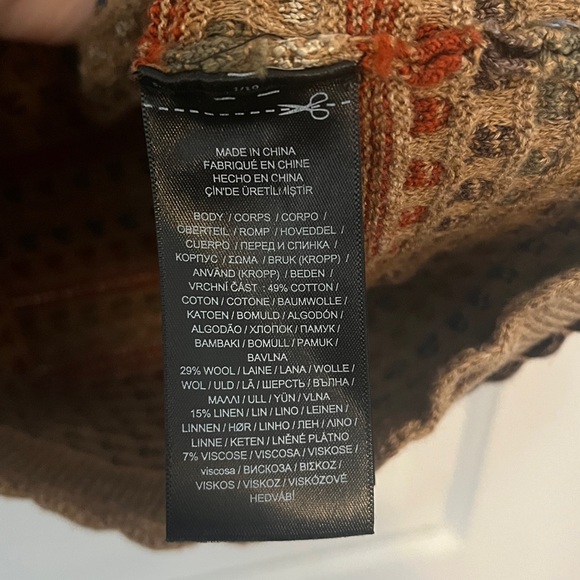 MADE IN CHINA
FABRIQUÉ EN CHINE
HECHO EN CHINA
ÇİN'DE ÜRETİLMİŞTİR
BODY / CORPS / CORPO /
OBERTEIL / ROMP / HOVEDDEL /
CUERPO / ПЕРЕД И СПИНКА /
КОРПУС / ΣΩΜΑ / BRUK (KROPP) /
ANVÄND (KROPP) / BEDEN /
VRCHNÍ ČÁST : 49% COTTON /
COTON / COTONE / BAUMWOLLE /
KATOEN / BOMULD / ALGODÓN /
ALGODÃO / ХЛОПОК / ПАМУК /
BAMBAKI / BOMULL / PAMUK /
BAVLNA
29% WOOL / LAINE / LANA / WOLLE /
WOL / ULD / LÃ / ШЕРСТЬ / ВЪЛНА /
ΜΑΛΛΙ / ULL / YÜN / VLNA
15% LINEN / LIN / LINO / LEINEN /
LINNEN / HØR / LINHO / ЛЕН / ΛΙΝΟ /
LINNE / KETEN / LNĚNÉ PLÁTNO
7% VISCOSE / VISCOSA / VISKOSE /
viscosa / ВИСКОЗА / ΒΙΣΚΟΖ /
VISKOS / VİSKOZ / VISKÓZOVÉ
HEDVÁBÍ